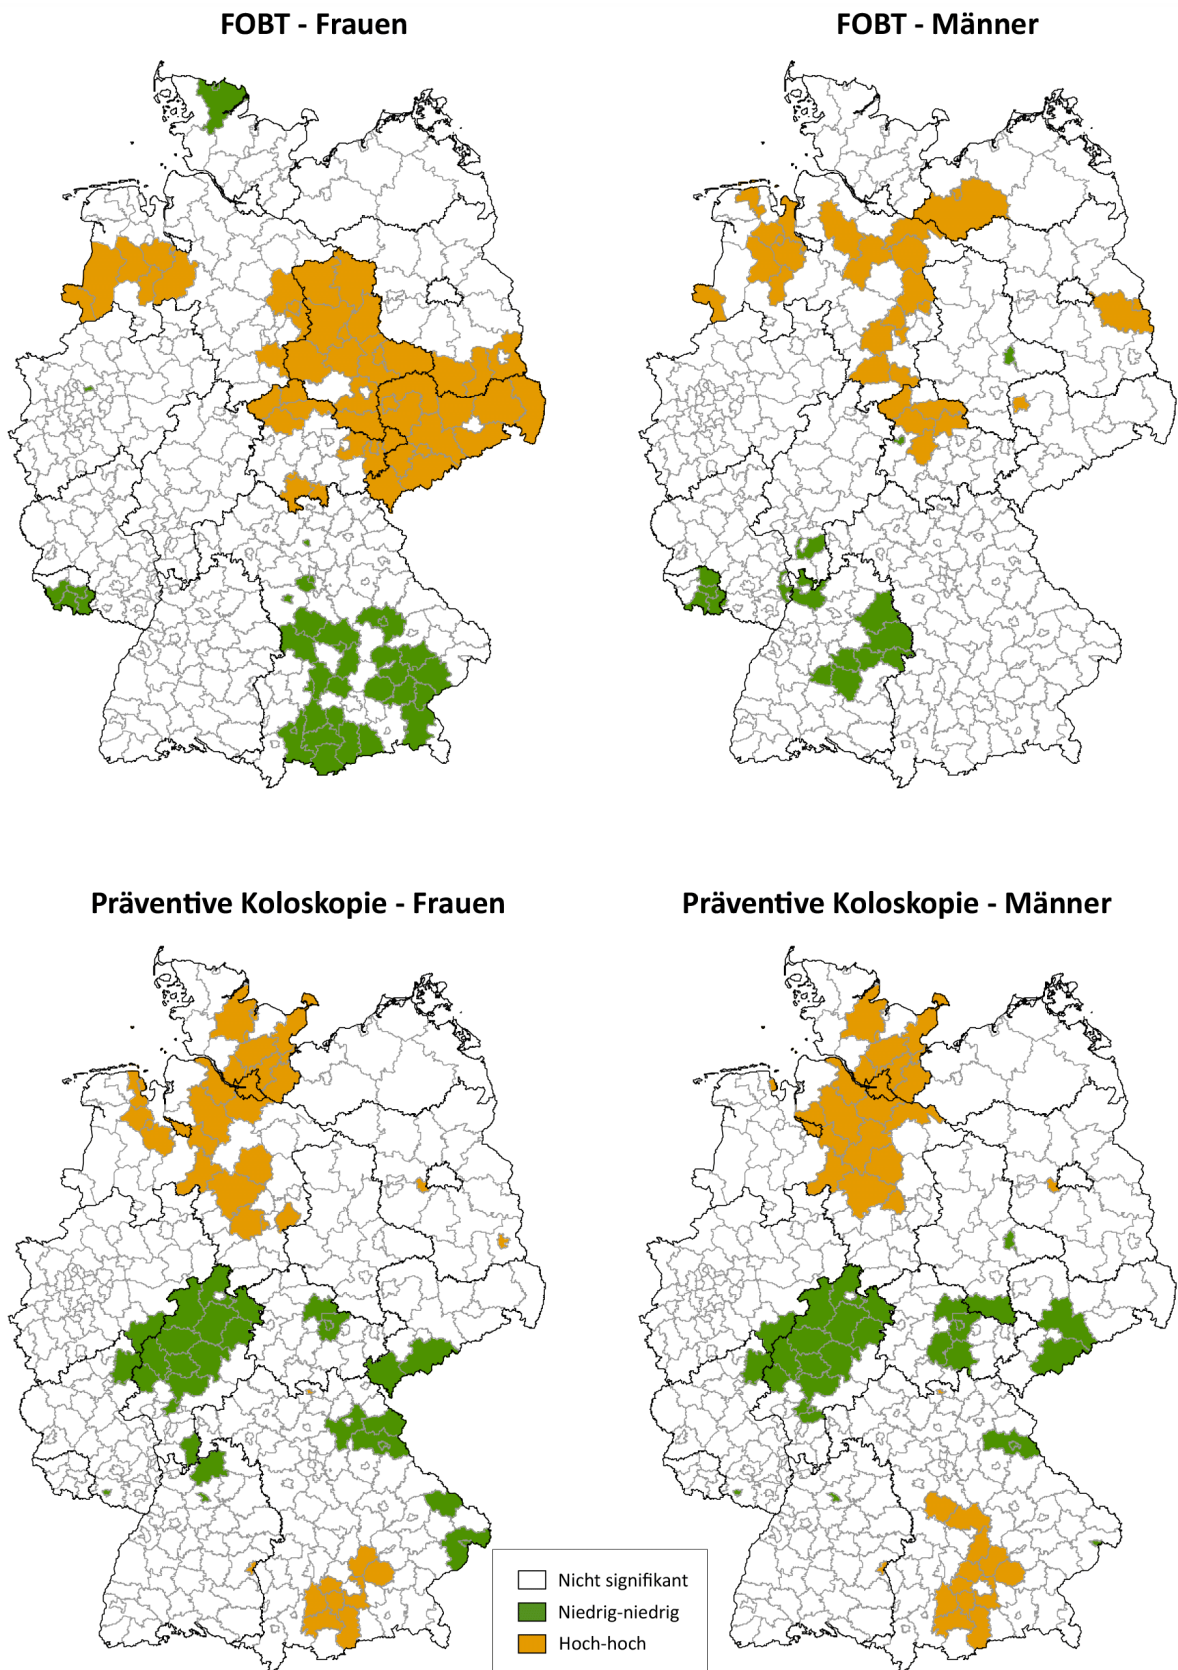 FOBT - Frauen
FOBT - Männer
Präventive Koloskopie - Frauen
Präventive Koloskopie - Männer
Nicht signifikant
Niedrig-niedrig
Hoch-hoch